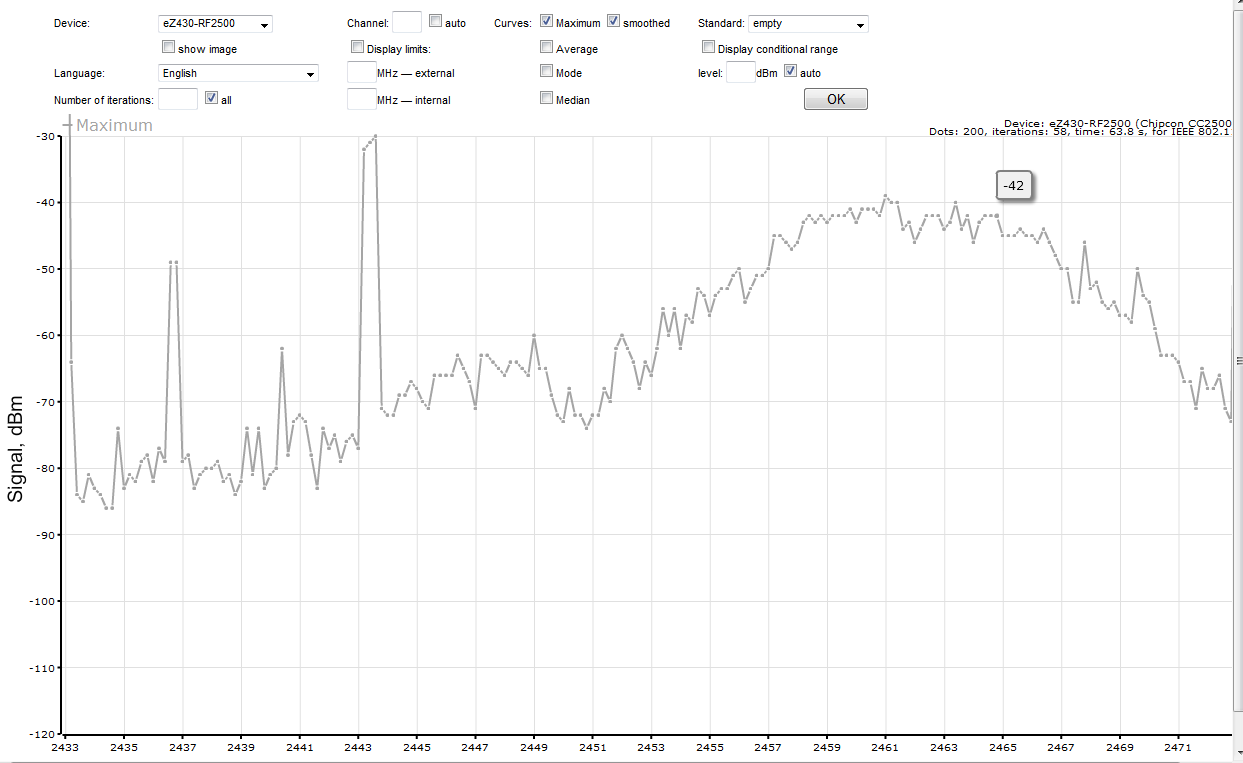 Device: eZ430-RF2500 Channel: auto Curves: Maximum smoothed Standard: empty
show image Display limits: Average Display conditional range
Language: English MHz — external Mode level: dBm auto
Number of iterations: all MHz — internal Median OK
Maximum
Device: eZ430-RF2500 (Chipcon CC2500
Dots: 200, iterations: 58, time: 63.8 s, for IEEE 802.1
-30
-40
-42
-50
-60
-70
-80
-90
-100
-110
-120
Signal, dBm
2433 2435 2437 2439 2441 2443 2445 2447 2449 2451 2453 2455 2457 2459 2461 2463 2465 2467 2469 2471